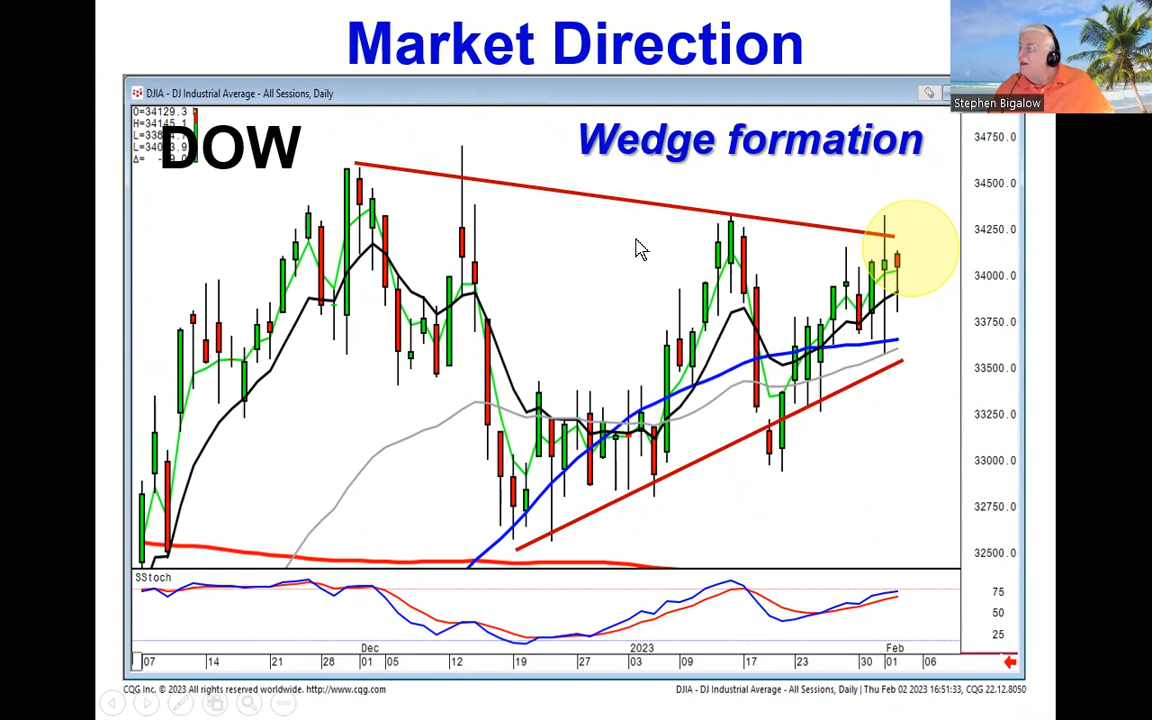 Market Direction
Stephen Bigalow
DJIA - DJ Industrial Average - All Sessions, Daily
O=34129.3
H=34145.1
DOW
Wedge formation
34750.0
34500.0
34250.0
34000.0
33750.0
33500.0
33250.0
33000.0
32750.0
32500.0
SStoch
75
50
25
Dec 2023 Feb
07 14 21 28 01 05 12 19 27 03 09 17 23 30 01 06
CQG Inc. © 2023 All rights reserved worldwide. http://www.cqg.com
DJIA - DJ Industrial Average - All Sessions, Daily | Thu Feb 02 2023 16:51:33, CQG 22.12.8050